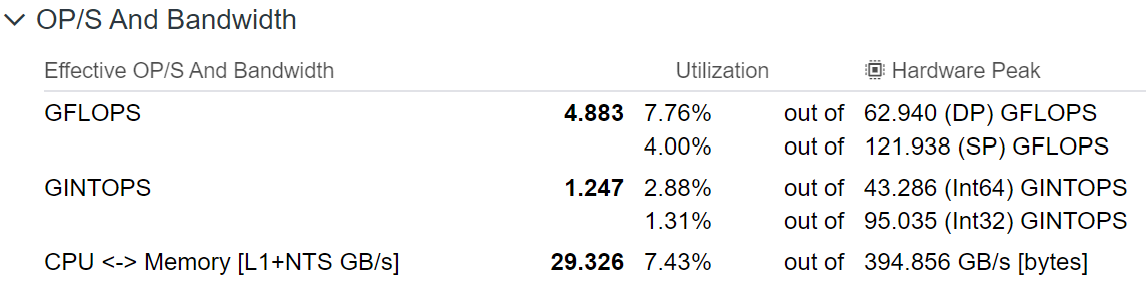 OP/S And Bandwidth
Effective OP/S And Bandwidth Utilization Hardware Peak
GFLOPS 4.883 7.76% out of 62.940 (DP) GFLOPS
4.00% out of 121.938 (SP) GFLOPS
GINTOPS 1.247 2.88% out of 43.286 (Int64) GINTOPS
1.31% out of 95.035 (Int32) GINTOPS
CPU <-> Memory [L1+NTS GB/s] 29.326 7.43% out of 394.856 GB/s [bytes]